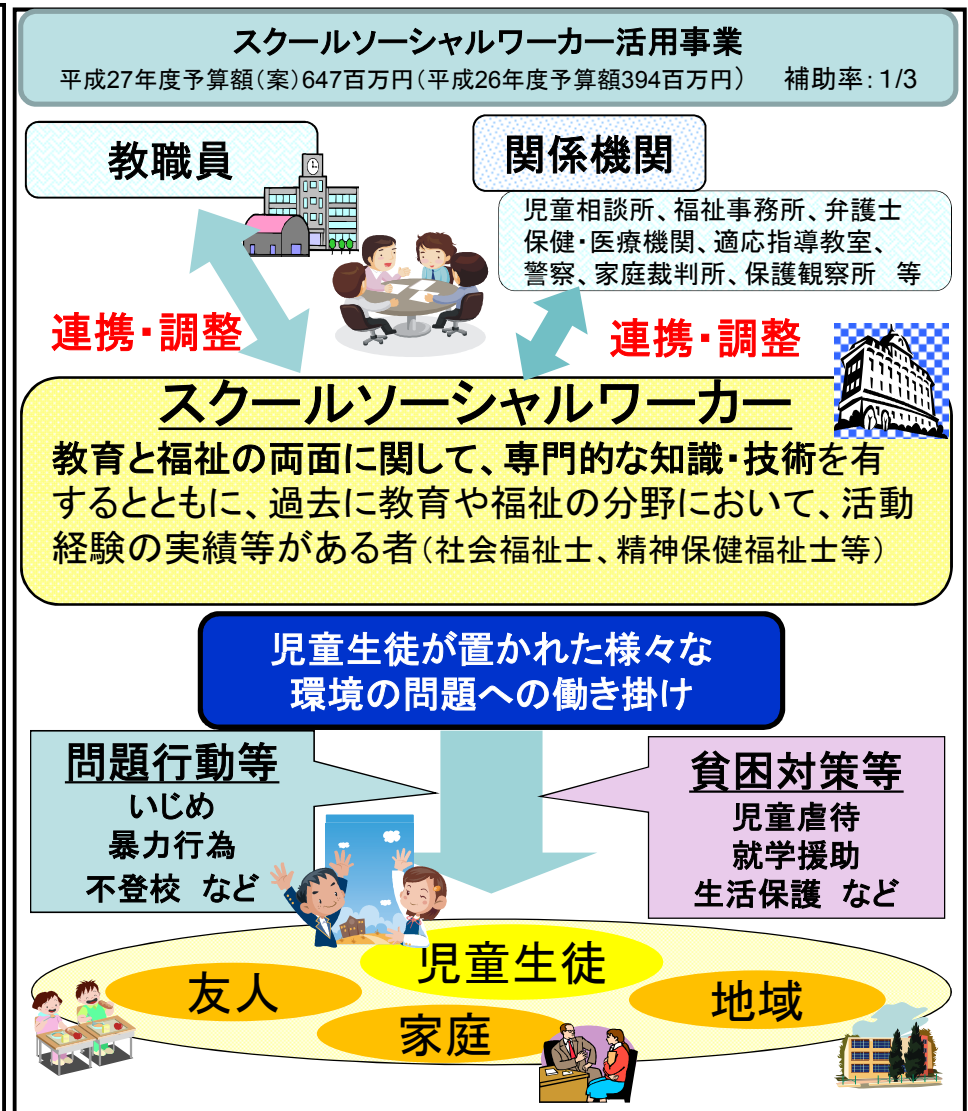 スクールソーシャルワーカー活用事業
平成27年度予算額(案)647百万円(平成26年度予算額394百万円)　補助率:1/3
教職員
関係機関
児童相談所、福祉事務所、弁護士
保健・医療機関、適応指導教室、
警察、家庭裁判所、保護観察所　等
連携・調整
連携・調整
スクールソーシャルワーカー
教育と福祉の両面に関して、専門的な知識・技術を有
するとともに、過去に教育や福祉の分野において、活動
経験の実績等がある者(社会福祉士、精神保健福祉士等)
児童生徒が置かれた様々な
環境の問題への働き掛け
問題行動等
いじめ
暴力行為
不登校　など
貧困対策等
児童虐待
就学援助
生活保護　など
児童生徒
友人
地域
家庭